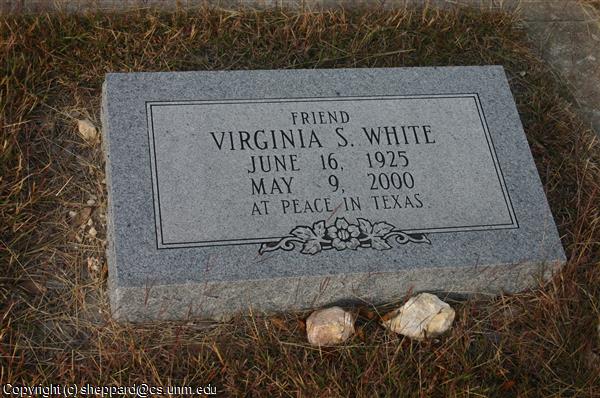 FRIEND
VIRGINIA S. WHITE
JUNE 16, 1925
MAY 9, 2000
AT PEACE IN TEXAS
Copyright (c) sheppard@cs.unm.edu